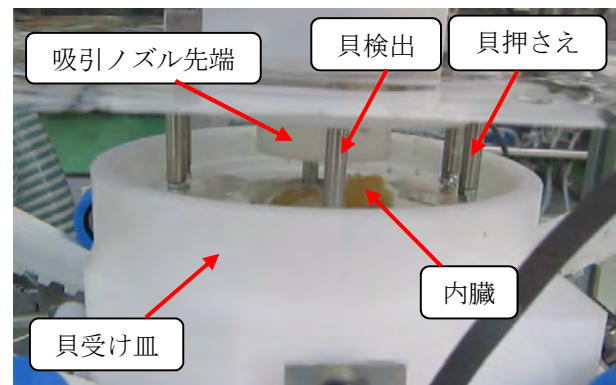 吸引ノズル先端
貝検出
貝押さえ
内臓
貝受け皿